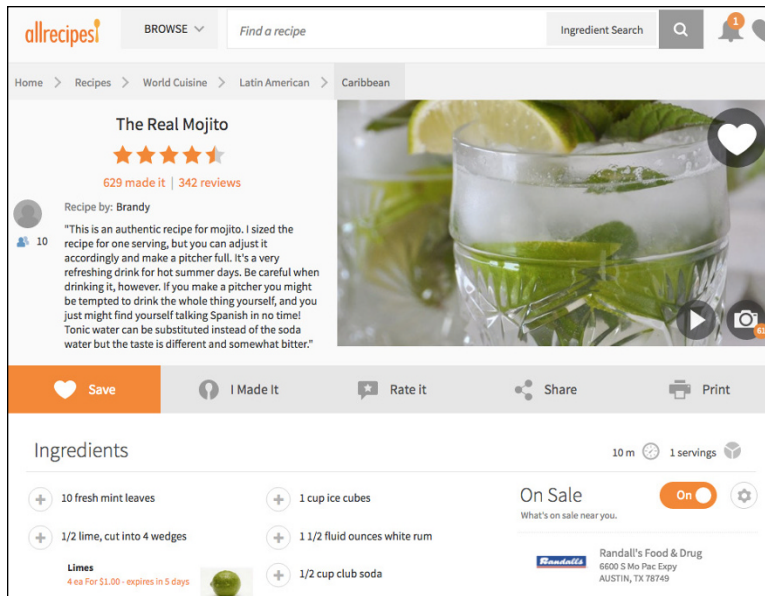 allrecipes
BROWSE
Find a recipe
Ingredient Search
1
Home > Recipes > World Cuisine > Latin American > Caribbean
The Real Mojito
629 made it | 342 reviews
Recipe by: Brandy
10
"This is an authentic recipe for mojito. I sized the
recipe for one serving, but you can adjust it
accordingly and make a pitcher full. It's a very
refreshing drink for hot summer days. Be careful when
drinking it, however. If you make a pitcher you might
be tempted to drink the whole thing yourself, and you
just might find yourself talking Spanish in no time!
Tonic water can be substituted instead of the soda
water but the taste is different and somewhat bitter."
Save
I Made It
Rate it
Share
Print
Ingredients
10 m
1 servings
10 fresh mint leaves
1/2 lime, cut into 4 wedges
Limes
4 ea For $1.00 - expires in 5 days
1 cup ice cubes
1 1/2 fluid ounces white rum
1/2 cup club soda
On Sale
On
What's on sale near you.
Randalls
Randall's Food & Drug
6600 S Mo Pac Expy
AUSTIN, TX 78749